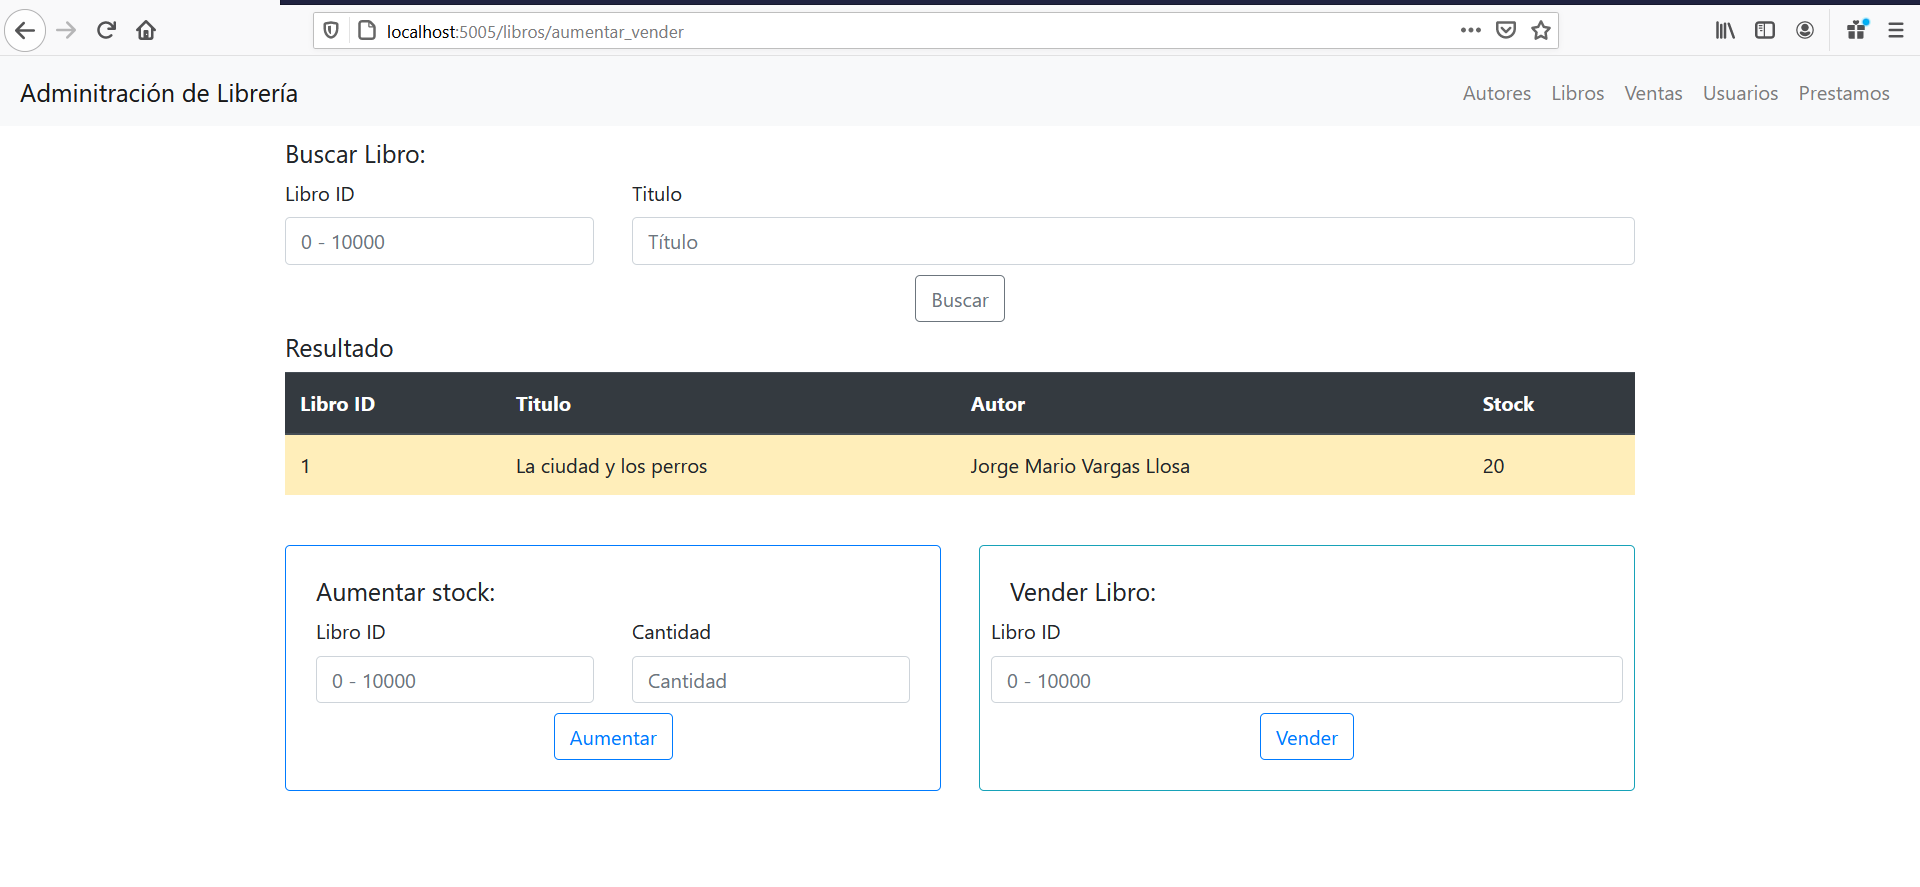 localhost:5005/libros/aumentar_vender
Adminitración de Librería
Autores Libros Ventas Usuarios Prestamos
Buscar Libro:
Libro ID Titulo
0 - 10000 Título
Buscar
Resultado
Libro ID Titulo Autor Stock
1 La ciudad y los perros Jorge Mario Vargas Llosa 20
Aumentar stock:
Libro ID Cantidad
0 - 10000 Cantidad
Aumentar
Vender Libro:
Libro ID
0 - 10000
Vender